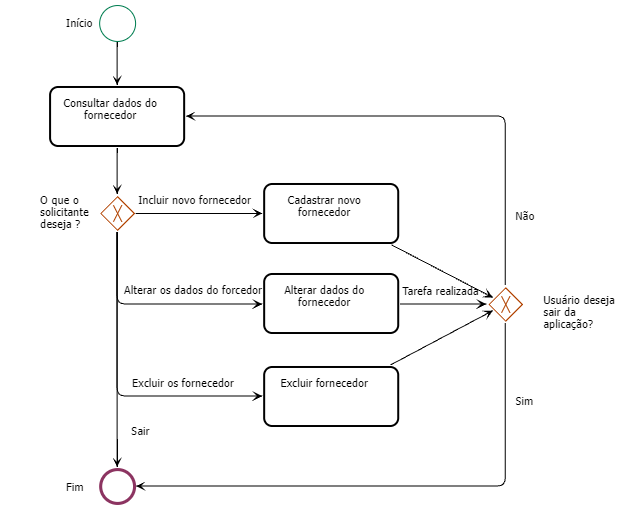 Início
Consultar dados do
fornecedor
O que o
solicitante
deseja ?
Incluir novo fornecedor
Cadastrar novo
fornecedor
Não
Alterar os dados do forcedor
Alterar dados do
fornecedor
Tarefa realizada
Usuário deseja
sair da
aplicação?
Excluir os fornecedor
Excluir fornecedor
Sim
Sair
Fim